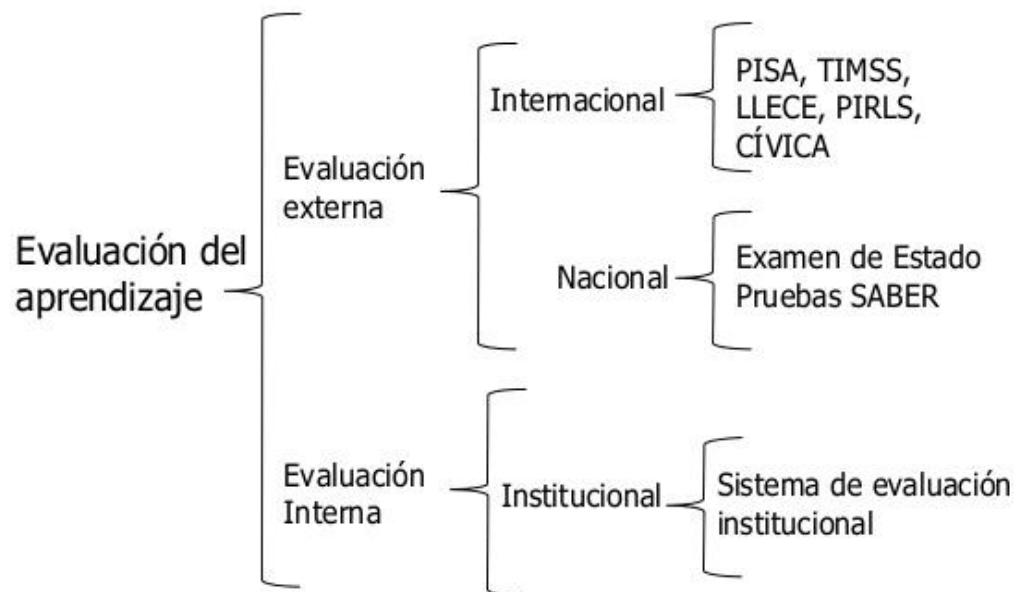 Evaluación del
aprendizaje
Evaluación
externa
Internacional
PISA, TIMSS,
LLECE, PIRLS,
CÍVICA
Nacional
Examen de Estado
Pruebas SABER
Evaluación
Interna
Institucional
Sistema de evaluación
institucional